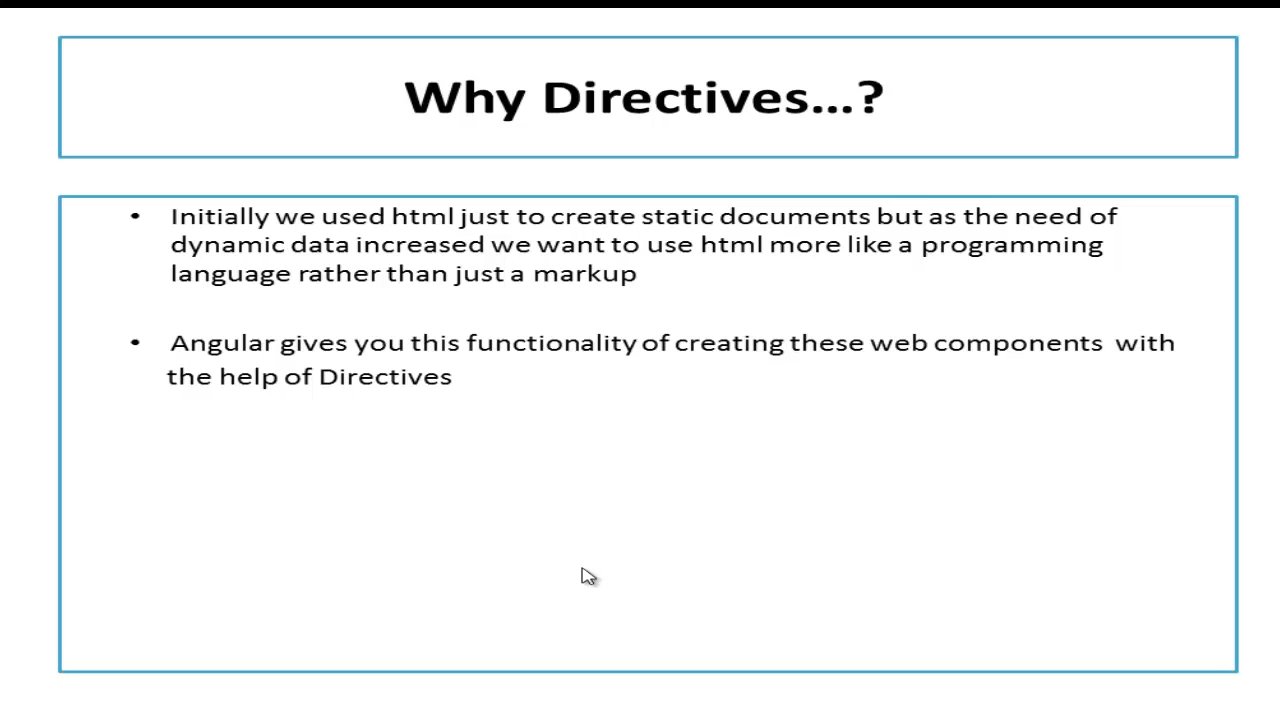 Why Directives...?
• Initially we used html just to create static documents but as the need of
dynamic data increased we want to use html more like a programming
language rather than just a markup
• Angular gives you this functionality of creating these web components with
the help of Directives